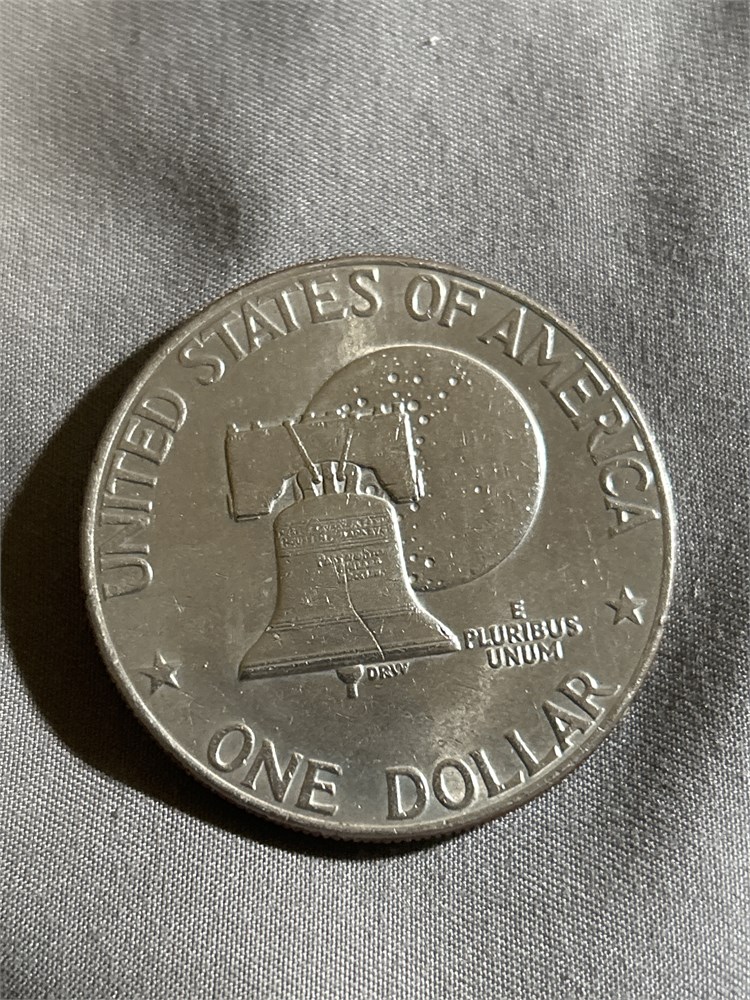 UNITED STATES OF AMERICA
E
PLURIBUS
UNUM
DRW
ONE DOLLAR